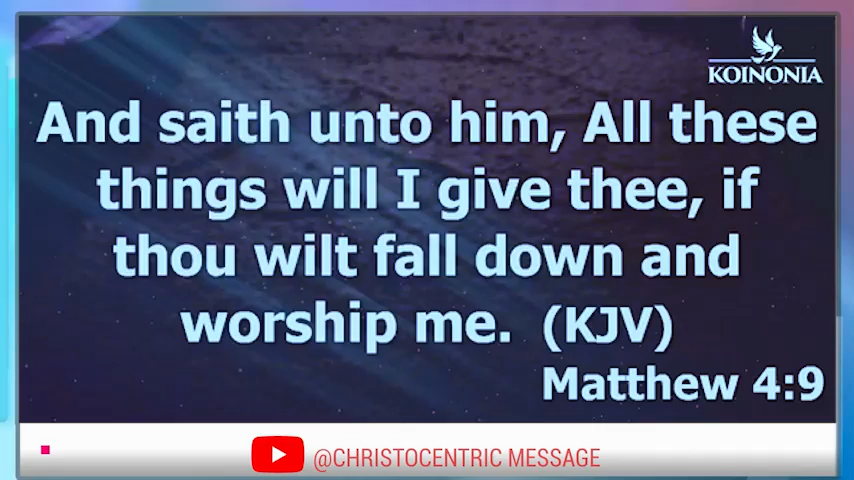 KOINONIA
And saith unto him, All these
things will I give thee, if
thou wilt fall down and
worship me. (KJV)
Matthew 4:9
@CHRISTOCENTRIC MESSAGE